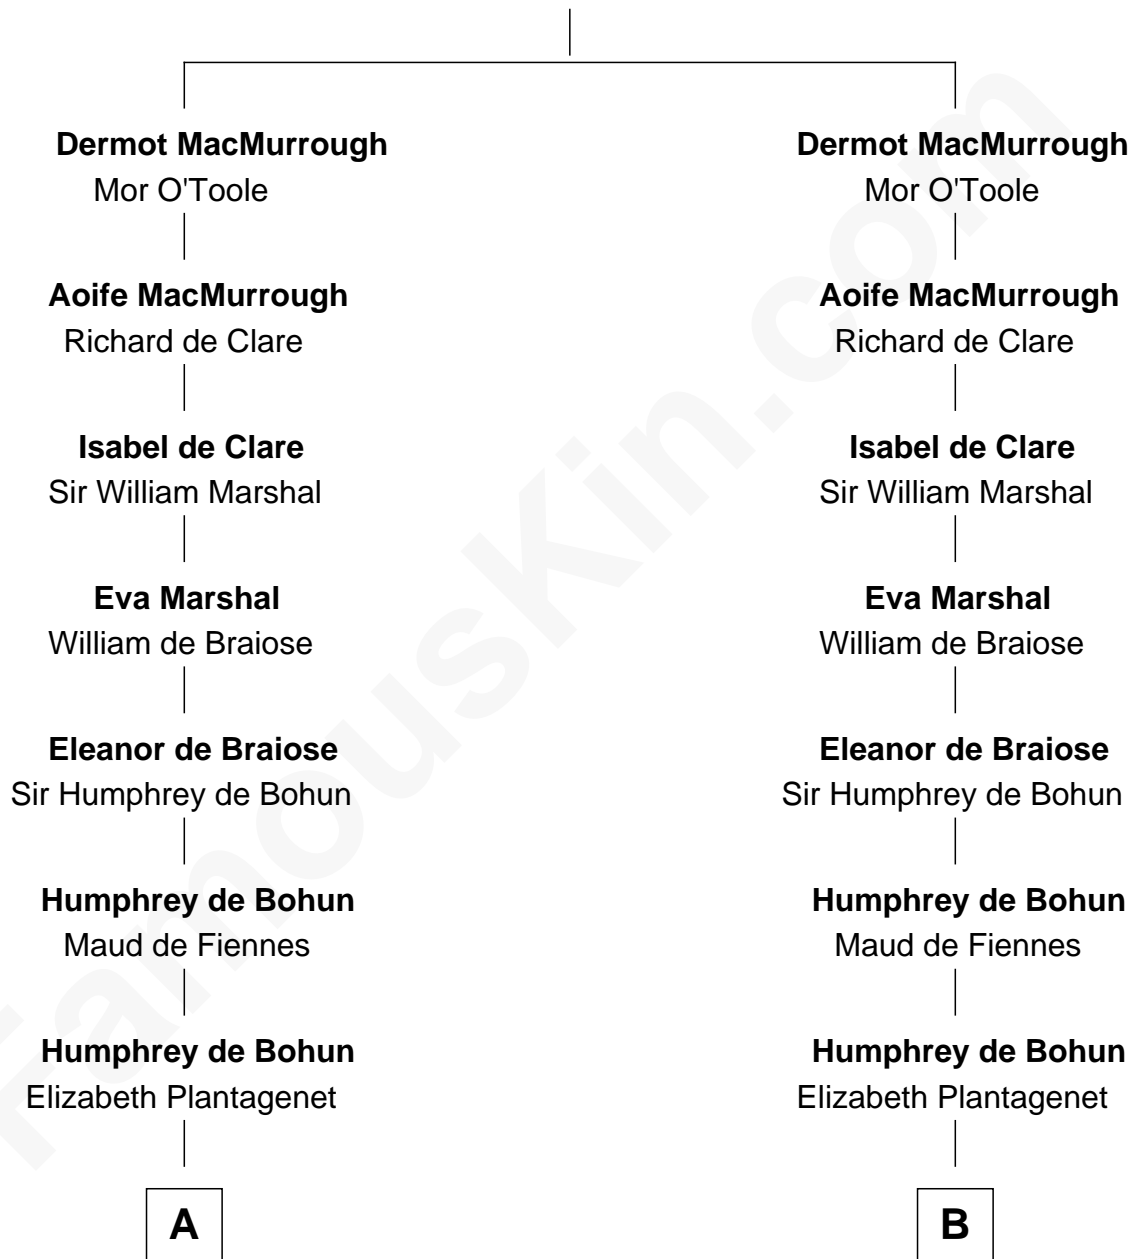 Dermot MacMurrough
Mor O'Toole
Aoife MacMurrough
Richard de Clare
Isabel de Clare
Sir William Marshal
Eva Marshal
William de Braiose
Eleanor de Braiose
Sir Humphrey de Bohun
Humphrey de Bohun
Maud de Fiennes
Humphrey de Bohun
Elizabeth Plantagenet
A
Dermot MacMurrough
Mor O'Toole
Aoife MacMurrough
Richard de Clare
Isabel de Clare
Sir William Marshal
Eva Marshal
William de Braiose
Eleanor de Braiose
Sir Humphrey de Bohun
Humphrey de Bohun
Maud de Fiennes
Humphrey de Bohun
Elizabeth Plantagenet
B
FamousKin.com